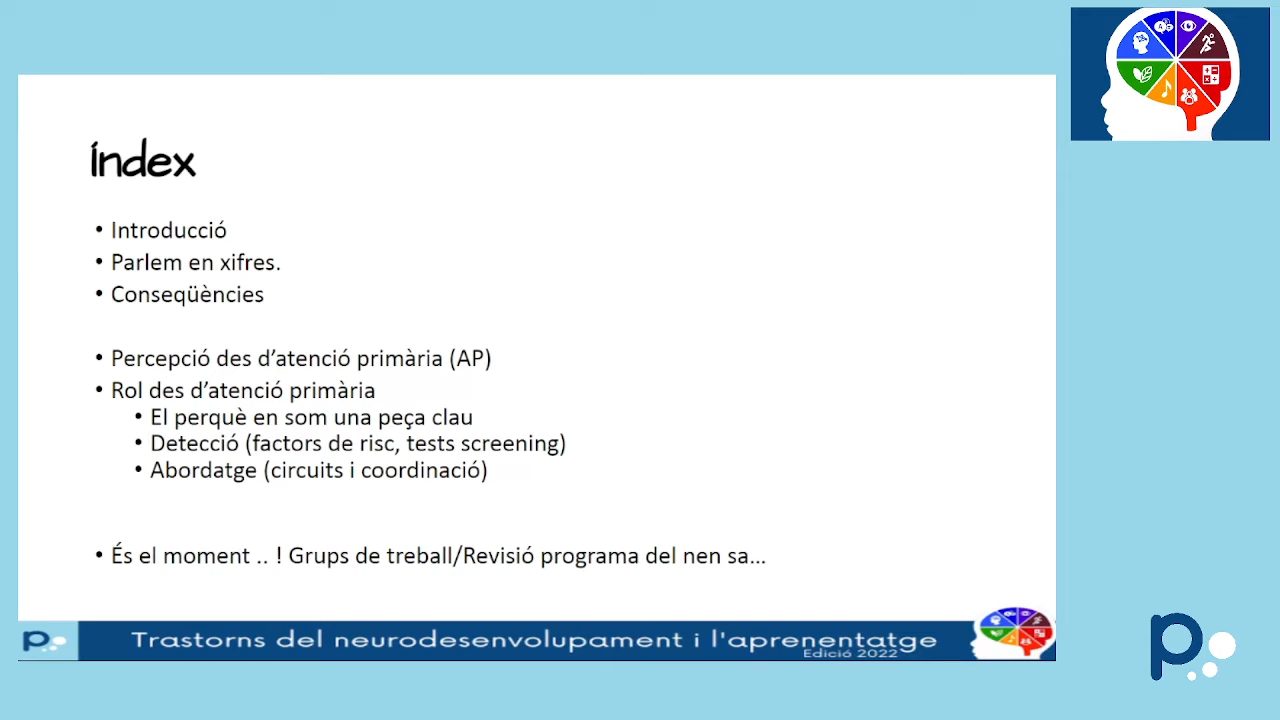 Índex
• Introducció
• Parlem en xifres.
• Conseqüències
• Percepció des d’atenció primària (AP)
• Rol des d’atenció primària
• El perquè en som una peça clau
• Detecció (factors de risc, tests screening)
• Abordatge (circuits i coordinació)
• És el moment .. ! Grups de treball/Revisió programa del nen sa...
p
Trastorns del neurodesenvolupament i l'aprenentatge
Edició 2022
p